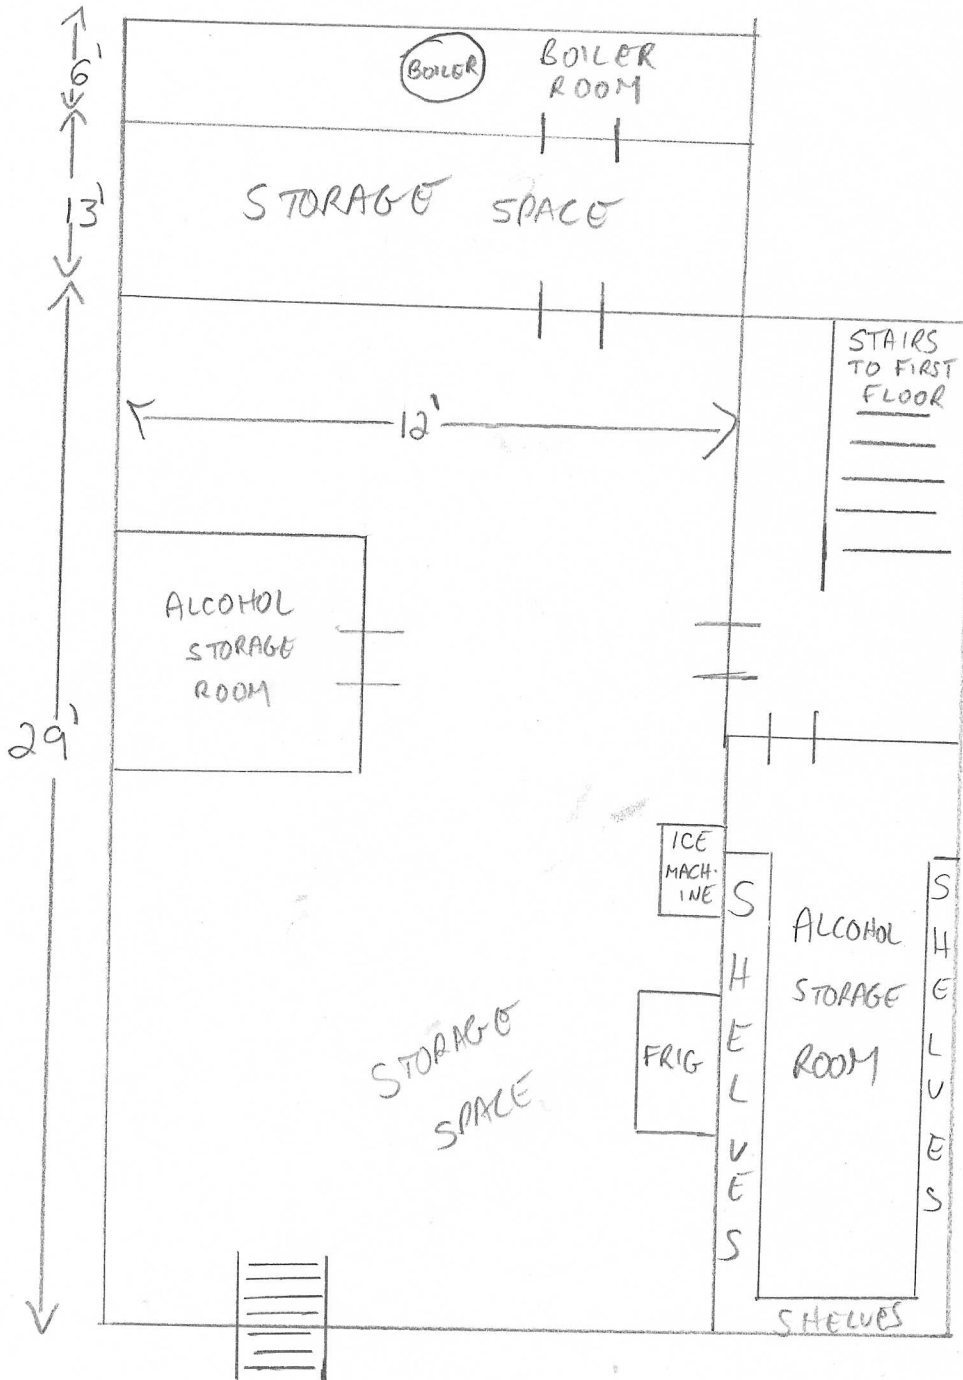 6'
BOILER
BOILER
ROOM
13'
STORAGE SPACE
STAIRS
TO FIRST
FLOOR
12'
ALCOHOL
STORAGE
ROOM
29'
ICE
MACH-
INE
SHELVES
ALCOHOL
STORAGE
ROOM
SHELVES
FRIG
STORAGE
SPACE
SHELVES